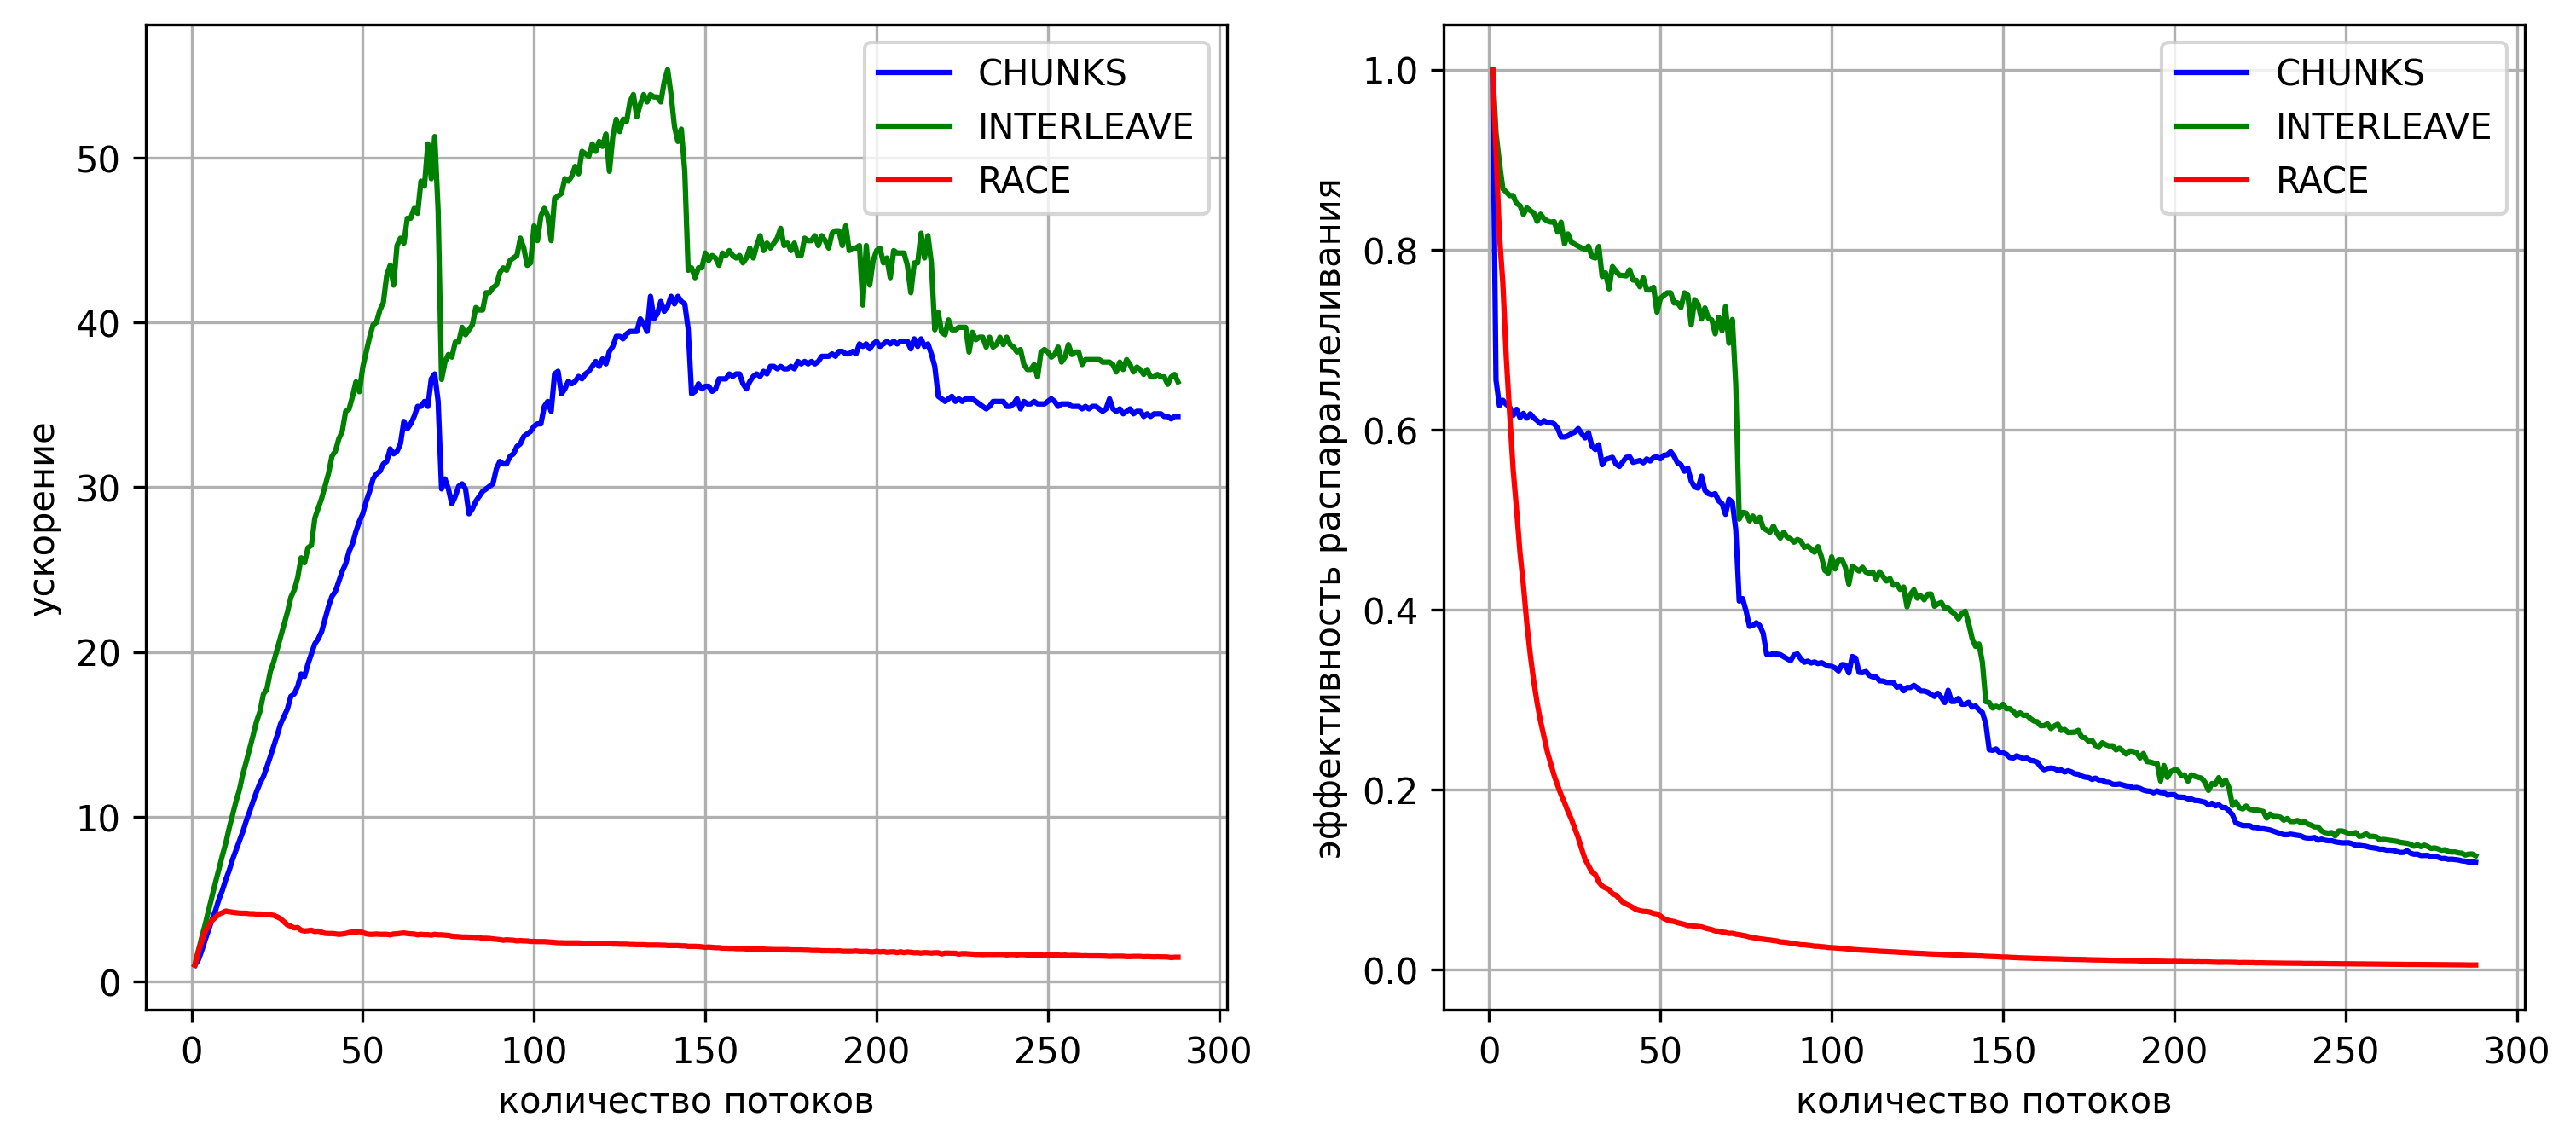 ускорение
50
40
30
20
10
0
0 50 100 150 200 250 300
количество потоков
CHUNKS
INTERLEAVE
RACE
эффективность распараллеливания
1.0
0.8
0.6
0.4
0.2
0.0
0 50 100 150 200 250 300
количество потоков
CHUNKS
INTERLEAVE
RACE